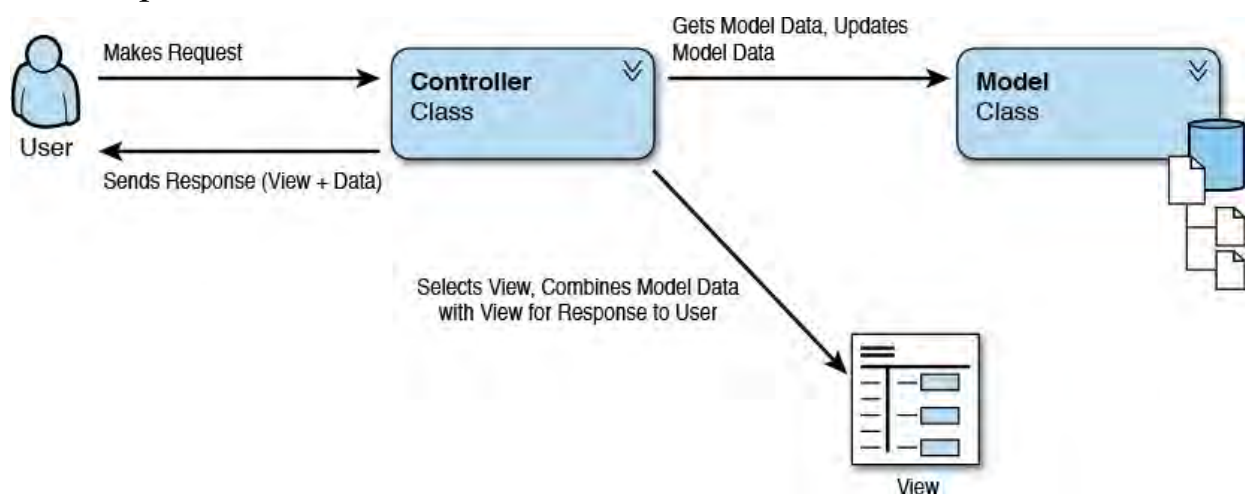 Makes Request
Gets Model Data, Updates
Model Data
Controller
Class
Model
Class
User
Sends Response (View + Data)
Selects View, Combines Model Data
with View for Response to User
View